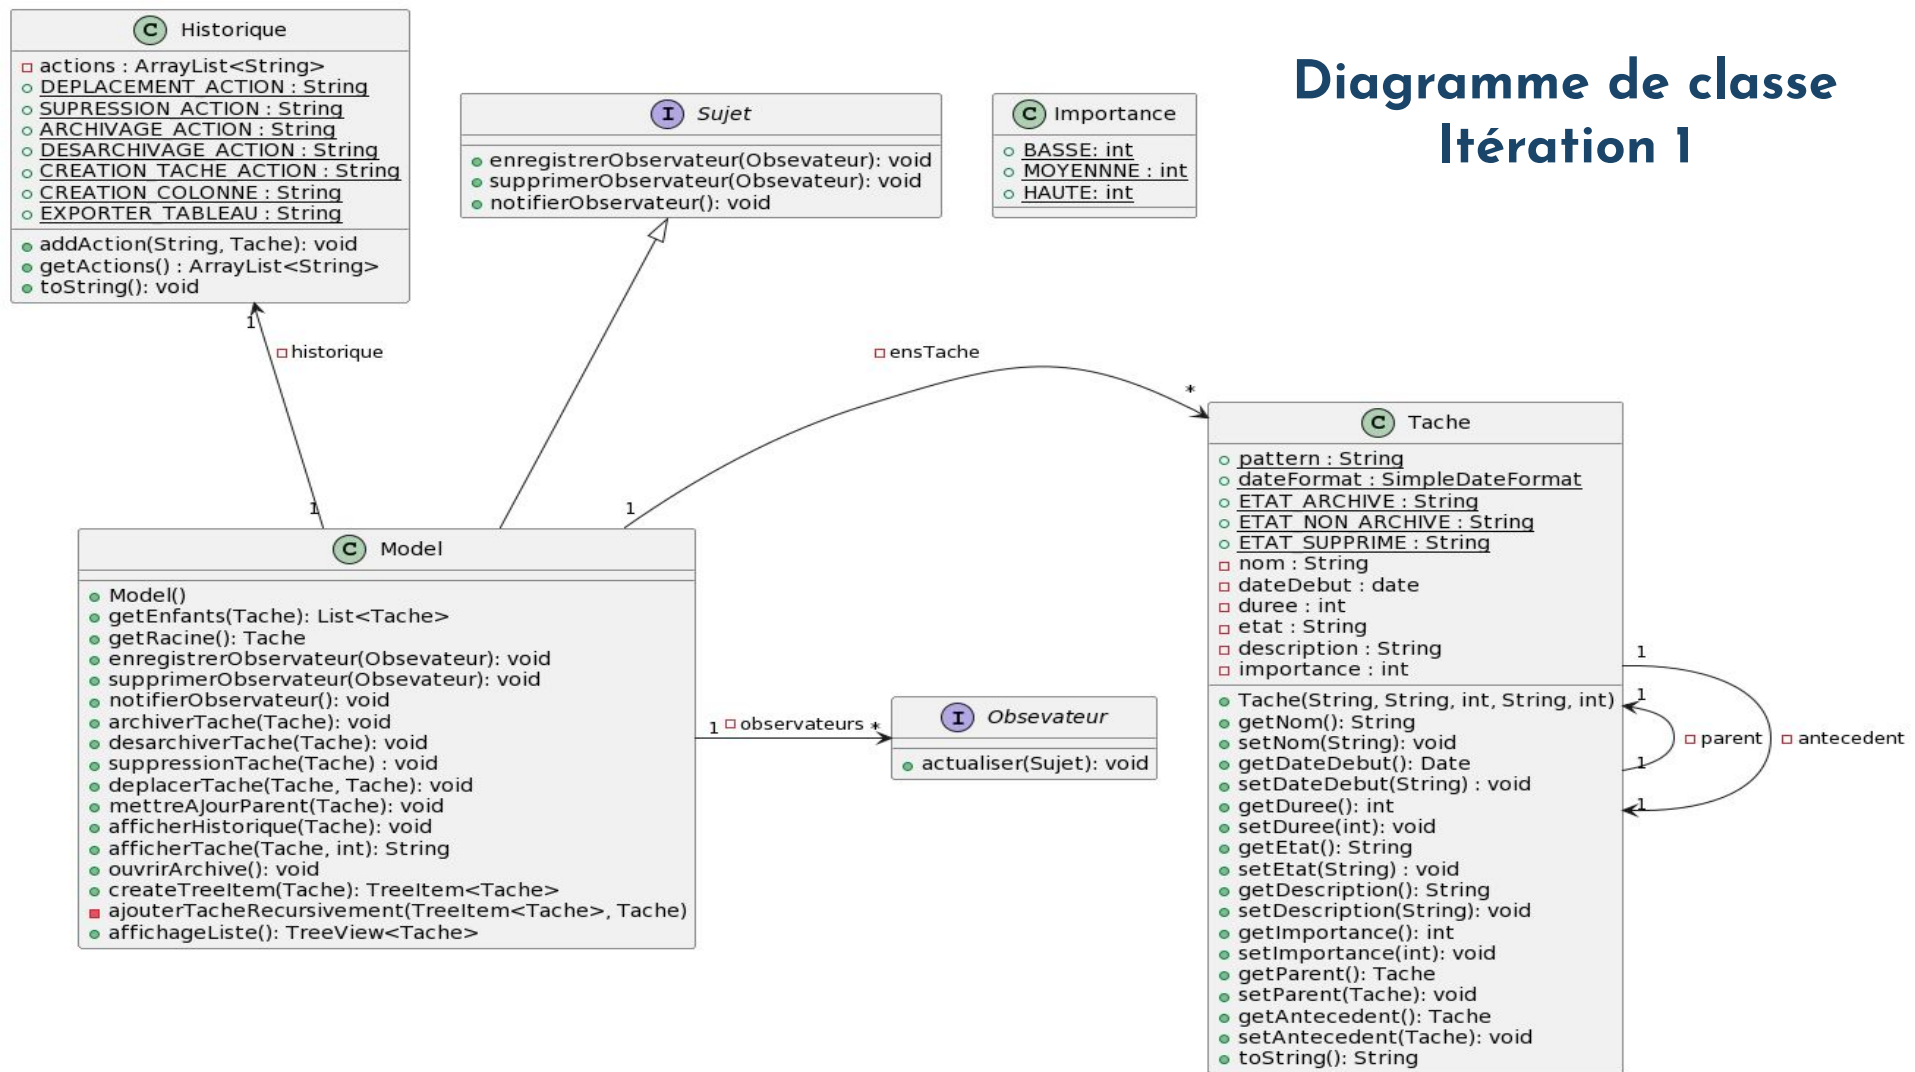 Diagramme de classe
Itération 1
C Historique
actions : ArrayList<String>
DEPLACEMENT_ACTION : String
SUPRESSION_ACTION : String
ARCHIVAGE_ACTION : String
DESARCHIVAGE_ACTION : String
CREATION_TACHE_ACTION : String
CREATION_COLONNE : String
EXPORTER_TABLEAU : String
addAction(String, Tache): void
getActions() : ArrayList<String>
toString(): void
I Sujet
enregistrerObservateur(Obsevateur): void
supprimerObservateur(Obsevateur): void
notifierObservateur(): void
C Importance
BASSE: int
MOYENNNE : int
HAUTE: int
1
historique
1
ensTache
*
1
C Model
Model()
getEnfants(Tache): List<Tache>
getRacine(): Tache
enregistrerObservateur(Obsevateur): void
supprimerObservateur(Obsevateur): void
notifierObservateur(): void
archiverTache(Tache): void
desarchiverTache(Tache): void
suppressionTache(Tache) : void
deplacerTache(Tache, Tache): void
mettreAJourParent(Tache): void
afficherHistorique(Tache): void
afficherTache(Tache, int): String
ouvrirArchive(): void
createTreeItem(Tache): TreeItem<Tache>
ajouterTacheRecursivement(TreeItem<Tache>, Tache)
affichageListe(): TreeView<Tache>
1 observateurs *
I Obsevateur
actualiser(Sujet): void
C Tache
pattern : String
dateFormat : SimpleDateFormat
ETAT_ARCHIVE : String
ETAT_NON_ARCHIVE : String
ETAT_SUPPRIME : String
nom : String
dateDebut : date
duree : int
etat : String
description : String
importance : int
Tache(String, String, int, String, int)
getNom(): String
setNom(String): void
getDateDebut(): Date
setDateDebut(String) : void
getDuree(): int
setDuree(int): void
getEtat(): String
setEtat(String) : void
getDescription(): String
setDescription(String): void
getImportance(): int
setImportance(int): void
getParent(): Tache
setParent(Tache): void
getAntecedent(): Tache
setAntecedent(Tache): void
toString(): String
1
1
parent
antecedent
1
1